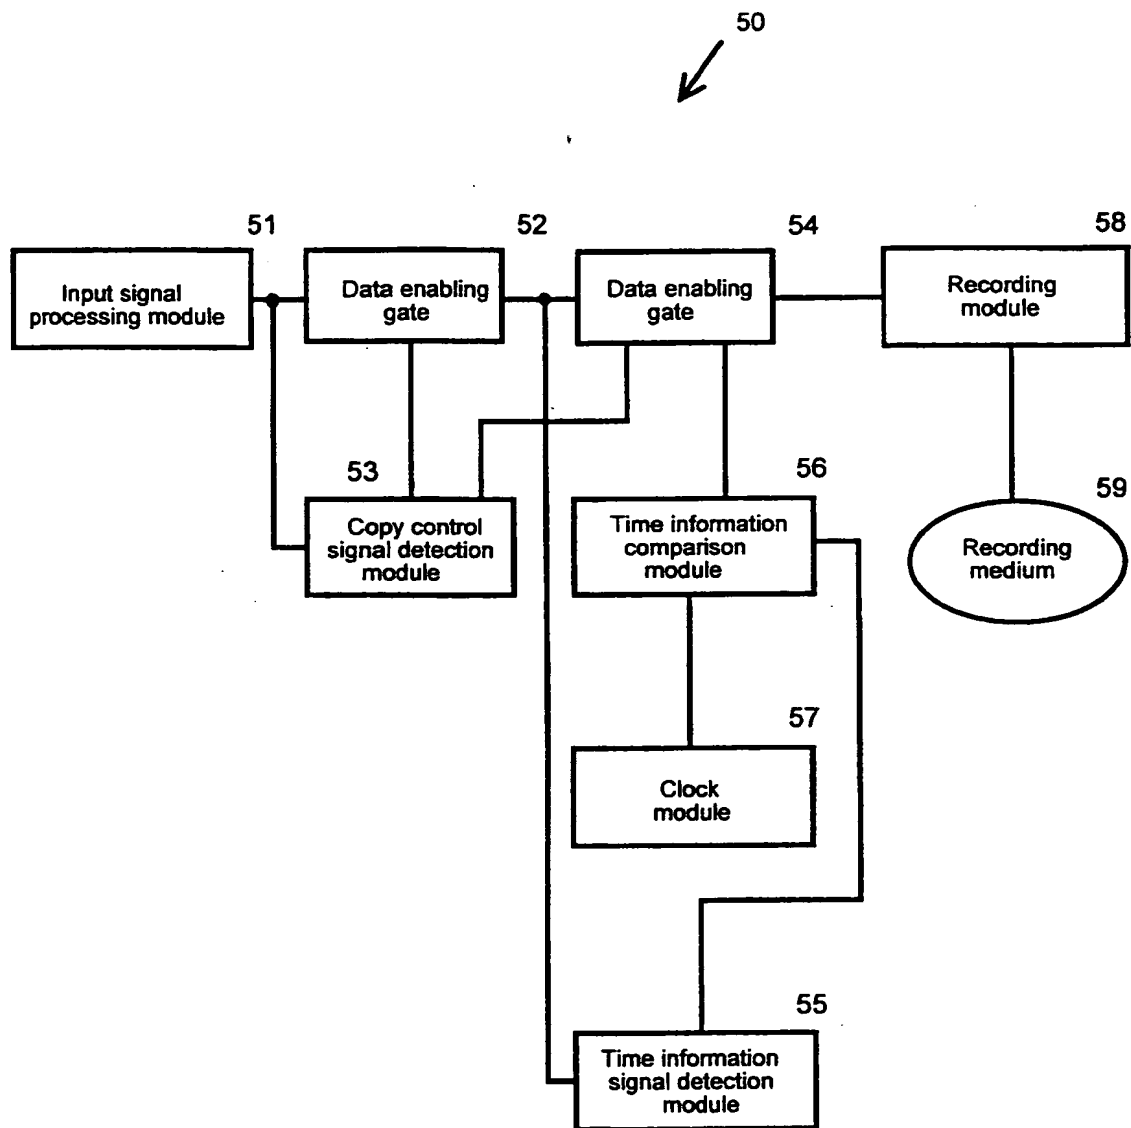 50
51
52
54
58
Input signal
processing module
Data enabling
gate
Data enabling
gate
Recording
module
53
56
59
Copy control
signal detection
module
Time information
comparison
module
Recording
medium
57
Clock
module
55
Time information
signal detection
module